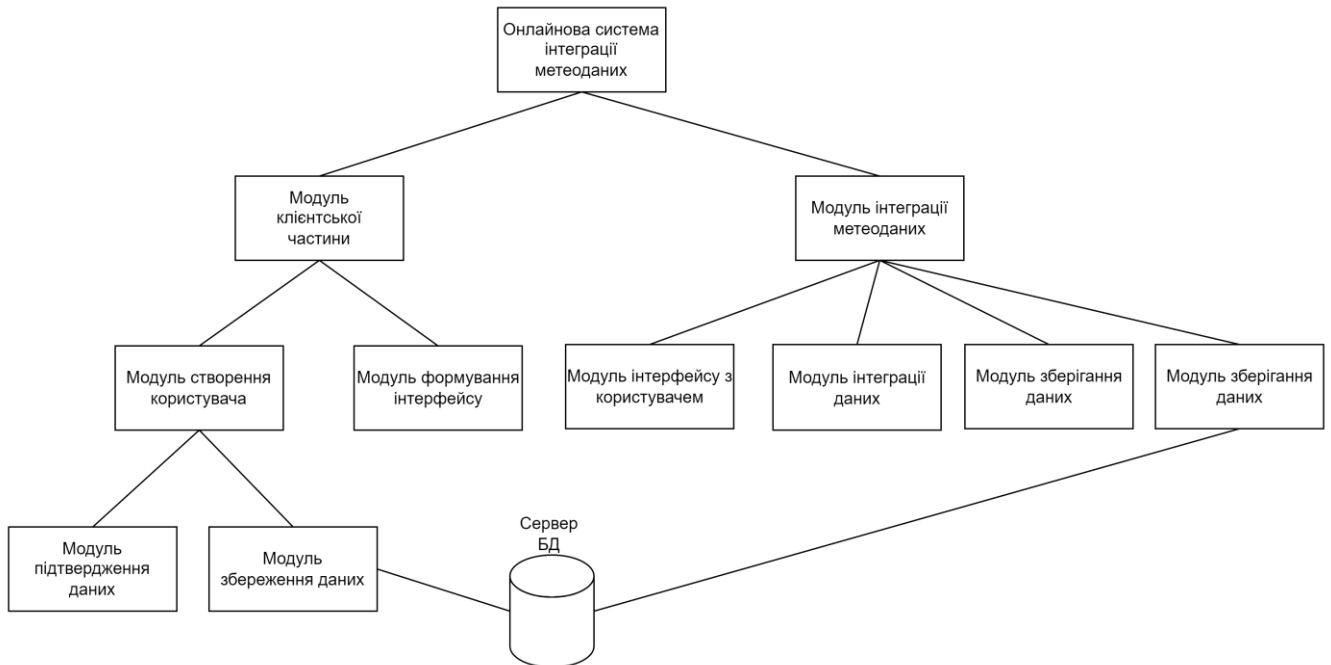 Онлайнова система
інтеграції
метеоданих
Модуль
клієнтської
частини
Модуль інтеграції
метеоданих
Модуль створення
користувача
Модуль формування
інтерфейсу
Модуль інтерфейсу з
користувачем
Модуль інтеграції
даних
Модуль зберігання
даних
Модуль зберігання
даних
Модуль
підтвердження
даних
Модуль
збереження даних
Сервер
БД